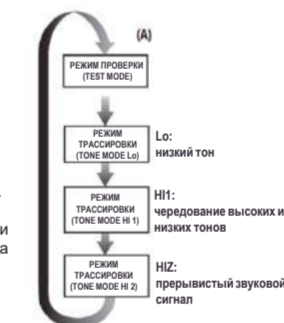 (A)
РЕЖИМ ПРОВЕРКИ
(TEST MODE)
РЕЖИМ
ТРАССИРОВКИ
(TONE MODE Lo)
Lo:
низкий тон
РЕЖИМ
ТРАССИРОВКИ
(TONE MODE HI 1)
HI1:
чередование высоких и
низких тонов
РЕЖИМ
ТРАССИРОВКИ
(TONE MODE HI 2)
HIZ:
прерывистый звуковой
сигнал
и
а